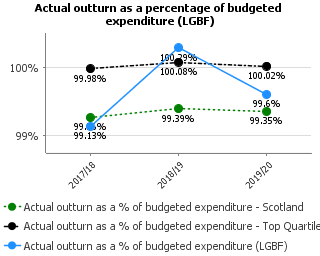 Actual outturn as a percentage of budgeted
expenditure (LGBF)
100%
99%
99.98%
100.29%
100.08%
100.02%
99.6%
99.39%
99.35%
99.13%
2017/18
2018/19
2019/20
Actual outturn as a % of budgeted expenditure - Scotland
Actual outturn as a % of budgeted expenditure - Top Quartile
Actual outturn as a % of budgeted expenditure (LGBF)